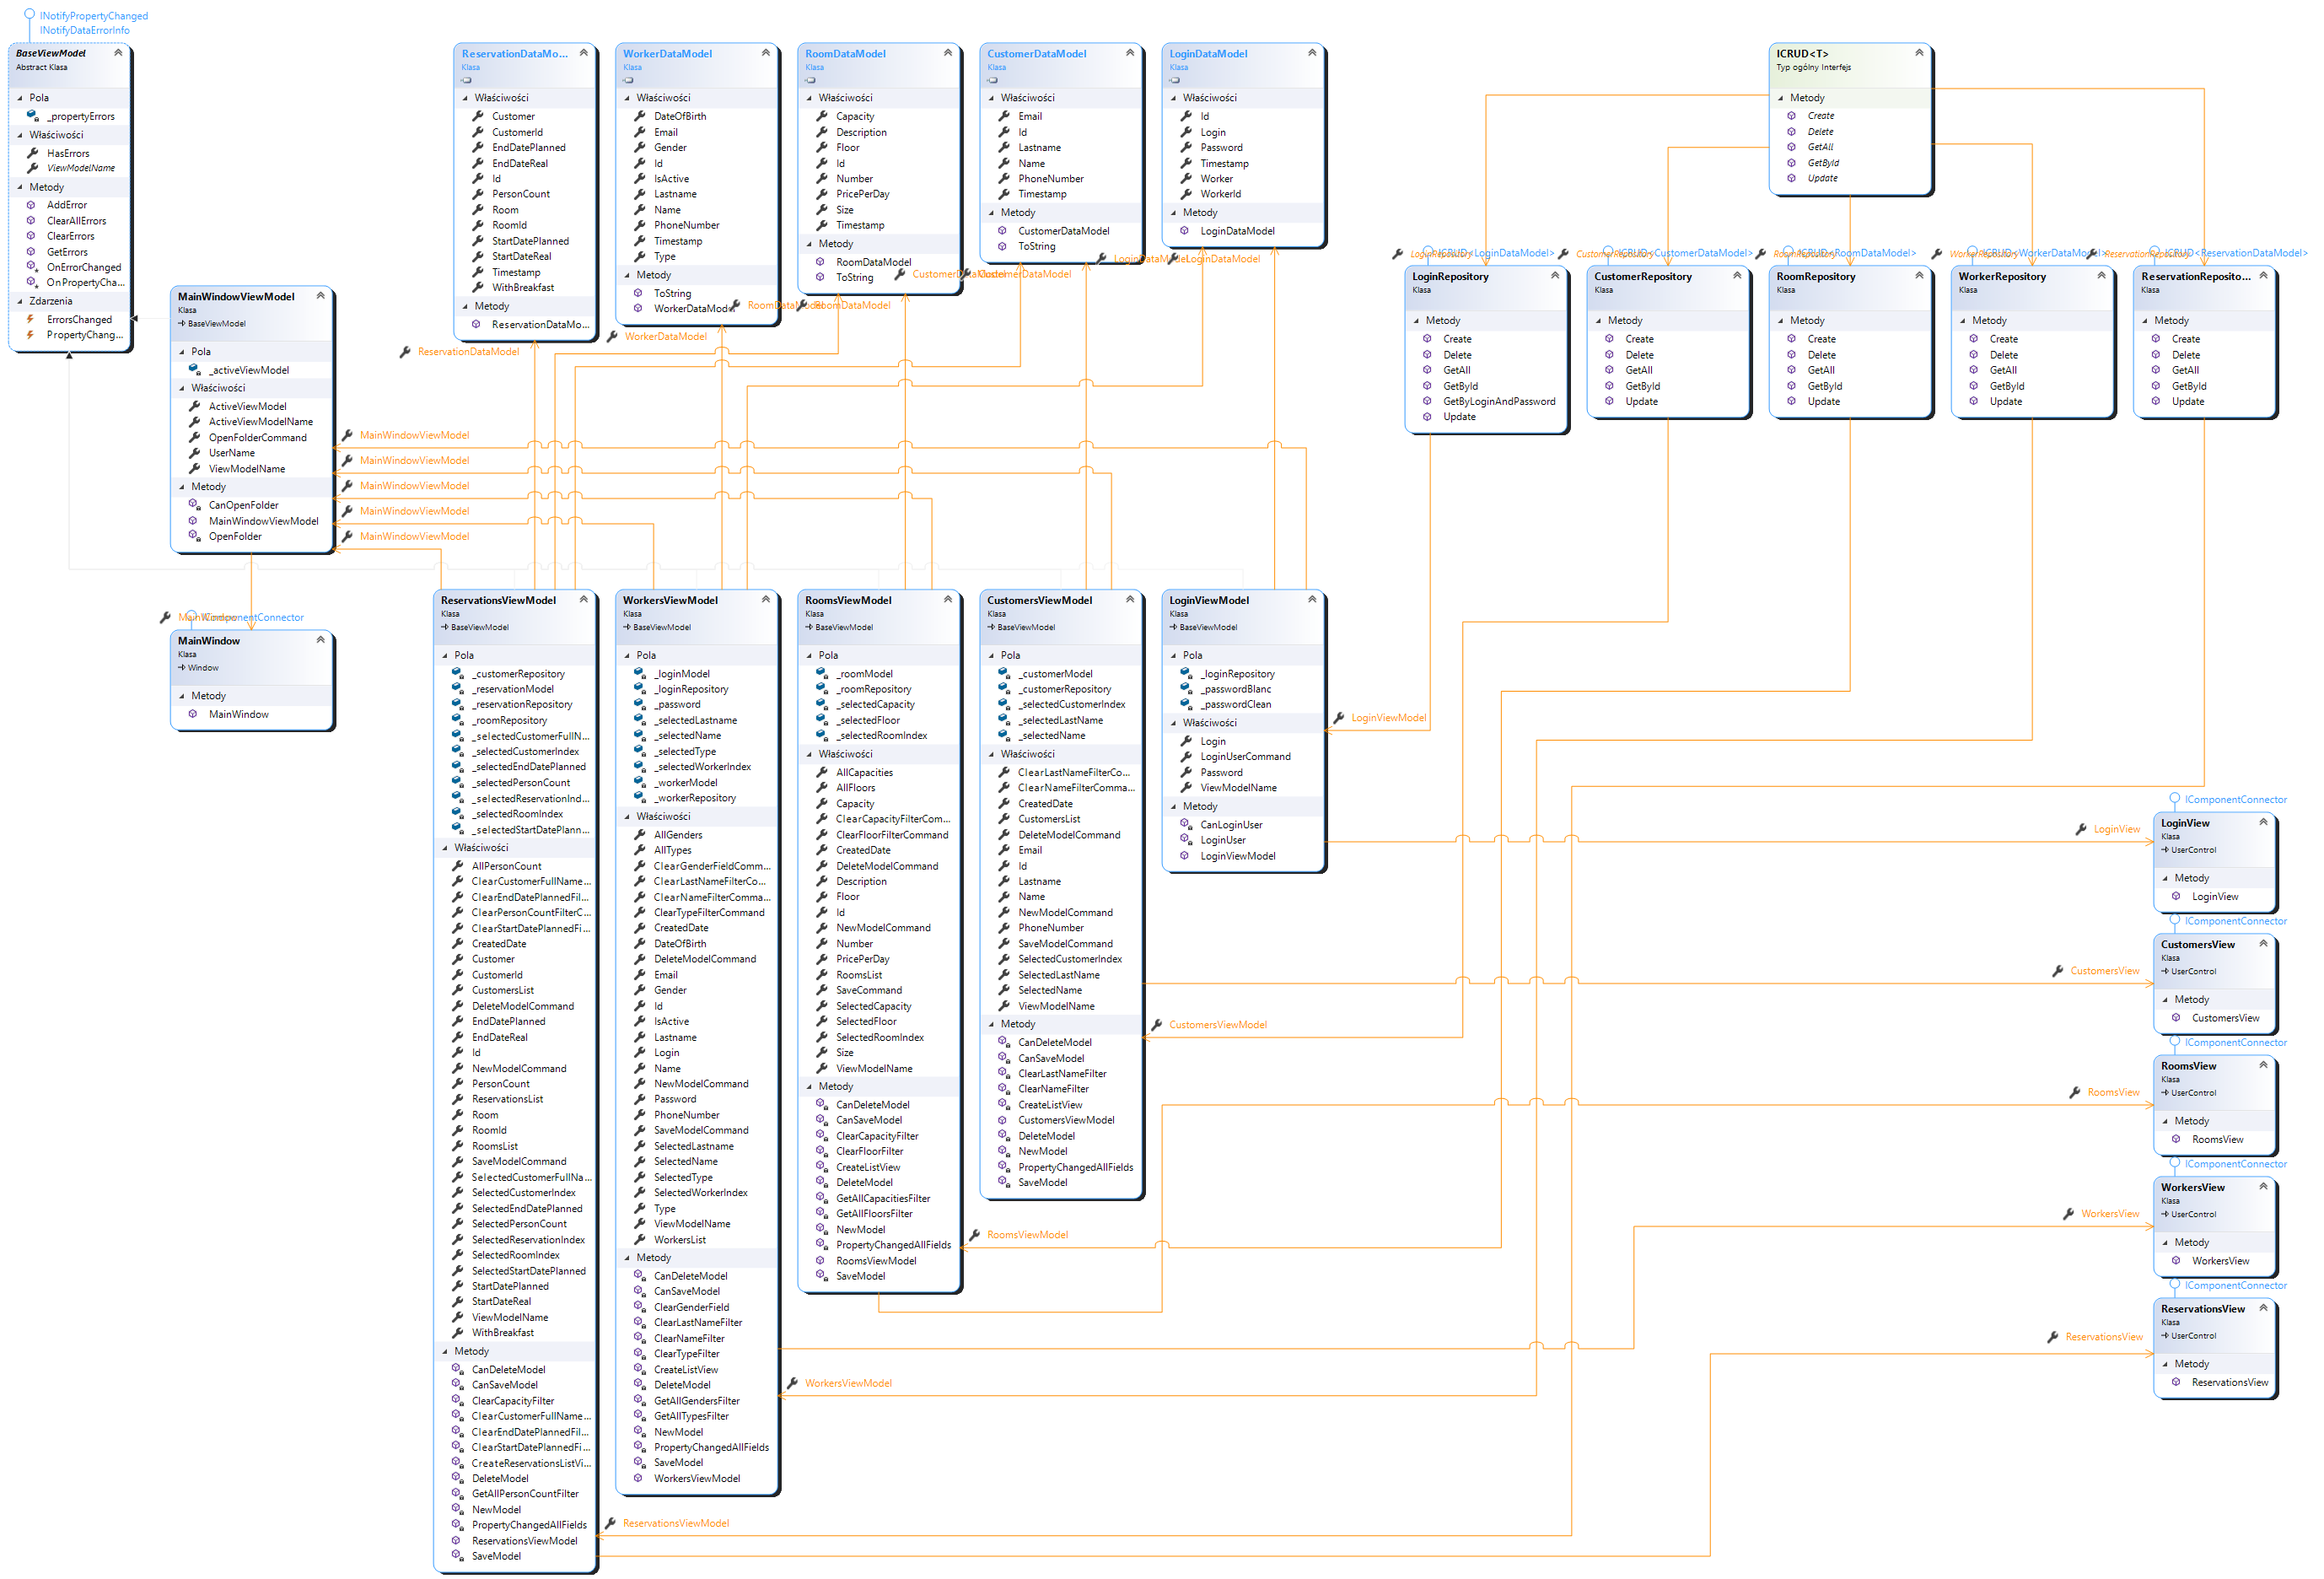 INotifyPropertyChanged
INotifyDataErrorInfo
BaseViewModel
Abstract Klasa
Pola
_propertyErrors
Właściwości
HasErrors
ViewModelName
Metody
AddError
ClearAllErrors
ClearErrors
GetErrors
OnErrorChanged
OnPropertyCha...
Zdarzenia
ErrorsChanged
PropertyChang...
MainWindowViewModel
Klasa
BaseViewModel
Pola
_activeViewModel
Właściwości
ActiveViewModel
ActiveViewModelName
OpenFolderCommand
UserName
ViewModelName
Metody
CanOpenFolder
MainWindowViewModel
OpenFolder
MainWindow
IComponentConnector
MainWindow
Klasa
Window
Metody
MainWindow
ReservationDataMo...
Klasa
Właściwości
Customer
CustomerId
EndDatePlanned
EndDateReal
Id
PersonCount
Room
RoomId
StartDatePlanned
StartDateReal
Timestamp
WithBreakfast
Metody
ReservationDataMo...
WorkerDataModel
Klasa
Właściwości
DateOfBirth
Email
Gender
Id
IsActive
Lastname
Name
PhoneNumber
Timestamp
Type
Metody
ToString
WorkerDataModel
RoomDataModel
Klasa
Właściwości
Capacity
Description
Floor
Id
Number
PricePerDay
Size
Timestamp
Metody
RoomDataModel
ToString
CustomerDataModel
Klasa
Właściwości
Email
Id
Lastname
Name
PhoneNumber
Timestamp
Metody
CustomerDataModel
ToString
LoginDataModel
Klasa
Właściwości
Id
Login
Password
Timestamp
Worker
WorkerId
Metody
LoginDataModel
ReservationDataModel
WorkerDataModel
RoomDataModel
RoomDataModel
CustomerDataModel
CustomerDataModel
LoginDataModel
LoginDataModel
MainWindowViewModel
MainWindowViewModel
MainWindowViewModel
MainWindowViewModel
MainWindowViewModel
ICRUD<T>
Typ ogólny Interfejs
Metody
Create
Delete
GetAll
GetById
Update
LoginRepository
ICRUD<LoginDataModel>
CustomerRepository
ICRUD<CustomerDataModel>
RoomRepository
ICRUD<RoomDataModel>
WorkerRepository
ICRUD<WorkerDataModel>
ReservationRepository
ICRUD<ReservationDataModel>
LoginRepository
Klasa
Metody
Create
Delete
GetAll
GetById
GetByLoginAndPassword
Update
CustomerRepository
Klasa
Metody
Create
Delete
GetAll
GetById
Update
RoomRepository
Klasa
Metody
Create
Delete
GetAll
GetById
Update
WorkerRepository
Klasa
Metody
Create
Delete
GetAll
GetById
Update
ReservationReposito...
Klasa
Metody
Create
Delete
GetAll
GetById
Update
ReservationsViewModel
Klasa
BaseViewModel
Pola
_customerRepository
_reservationModel
_reservationRepository
_roomRepository
_selectedCustomerFullN...
_selectedCustomerIndex
_selectedEndDatePlanned
_selectedPersonCount
_selectedReservationInd...
_selectedRoomIndex
_selectedStartDatePlann...
Właściwości
AllPersonCount
ClearCustomerFullName...
ClearEndDatePlannedFil...
ClearPersonCountFilterC...
ClearStartDatePlannedFi...
CreatedDate
Customer
CustomerId
CustomersList
DeleteModelCommand
EndDatePlanned
EndDateReal
Id
NewModelCommand
PersonCount
ReservationsList
Room
RoomId
RoomsList
SaveModelCommand
SelectedCustomerFullNa...
SelectedCustomerIndex
SelectedEndDatePlanned
SelectedPersonCount
SelectedReservationIndex
SelectedRoomIndex
SelectedStartDatePlanned
StartDatePlanned
StartDateReal
ViewModelName
WithBreakfast
Metody
CanDeleteModel
CanSaveModel
ClearCapacityFilter
ClearCustomerFullName...
ClearEndDatePlannedFil...
ClearStartDatePlannedFi...
CreateReservationsListVi...
DeleteModel
GetAllPersonCountFilter
NewModel
PropertyChangedAllFields
ReservationsViewModel
SaveModel
WorkersViewModel
Klasa
BaseViewModel
Pola
_loginModel
_loginRepository
_password
_selectedLastname
_selectedName
_selectedType
_selectedWorkerIndex
_workerModel
_workerRepository
Właściwości
AllGenders
AllTypes
ClearGenderFieldComm...
ClearLastNameFilterCo...
ClearNameFilterComma...
ClearTypeFilterCommand
CreatedDate
DateOfBirth
DeleteModelCommand
Email
Gender
Id
IsActive
Lastname
Login
Name
NewModelCommand
Password
PhoneNumber
SaveModelCommand
SelectedLastname
SelectedName
SelectedType
SelectedWorkerIndex
Type
ViewModelName
WorkersList
Metody
CanDeleteModel
CanSaveModel
ClearGenderField
ClearLastNameFilter
ClearNameFilter
ClearTypeFilter
CreateListView
DeleteModel
GetAllGendersFilter
GetAllTypesFilter
NewModel
PropertyChangedAllFields
SaveModel
WorkersViewModel
RoomsViewModel
Klasa
BaseViewModel
Pola
_roomModel
_roomRepository
_selectedCapacity
_selectedFloor
_selectedRoomIndex
Właściwości
AllCapacities
AllFloors
Capacity
ClearCapacityFilterCom...
ClearFloorFilterCommand
CreatedDate
DeleteModelCommand
Description
Floor
Id
NewModelCommand
Number
PricePerDay
RoomsList
SaveCommand
SelectedCapacity
SelectedFloor
SelectedRoomIndex
Size
ViewModelName
Metody
CanDeleteModel
CanSaveModel
ClearCapacityFilter
ClearFloorFilter
CreateListView
DeleteModel
GetAllCapacitiesFilter
GetAllFloorsFilter
NewModel
PropertyChangedAllFields
RoomsViewModel
SaveModel
CustomersViewModel
Klasa
BaseViewModel
Pola
_customerModel
_customerRepository
_selectedCustomerIndex
_selectedLastName
_selectedName
Właściwości
ClearLastNameFilterCo...
ClearNameFilterComma...
CreatedDate
CustomersList
DeleteModelCommand
Email
Id
Lastname
Name
NewModelCommand
PhoneNumber
SaveModelCommand
SelectedCustomerIndex
SelectedLastName
SelectedName
ViewModelName
Metody
CanDeleteModel
CanSaveModel
ClearLastNameFilter
ClearNameFilter
CreateListView
CustomersViewModel
DeleteModel
NewModel
PropertyChangedAllFields
SaveModel
LoginViewModel
Klasa
BaseViewModel
Pola
_loginRepository
_passwordBlanc
_passwordClean
Właściwości
Login
LoginUserCommand
Password
ViewModelName
Metody
CanLoginUser
LoginUser
LoginViewModel
LoginViewModel
CustomersViewModel
RoomsViewModel
WorkersViewModel
ReservationsViewModel
IComponentConnector
LoginView
LoginView
Klasa
UserControl
Metody
LoginView
IComponentConnector
CustomersView
CustomersView
Klasa
UserControl
Metody
CustomersView
IComponentConnector
RoomsView
RoomsView
Klasa
UserControl
Metody
RoomsView
IComponentConnector
WorkersView
WorkersView
Klasa
UserControl
Metody
WorkersView
IComponentConnector
ReservationsView
ReservationsView
Klasa
UserControl
Metody
ReservationsView